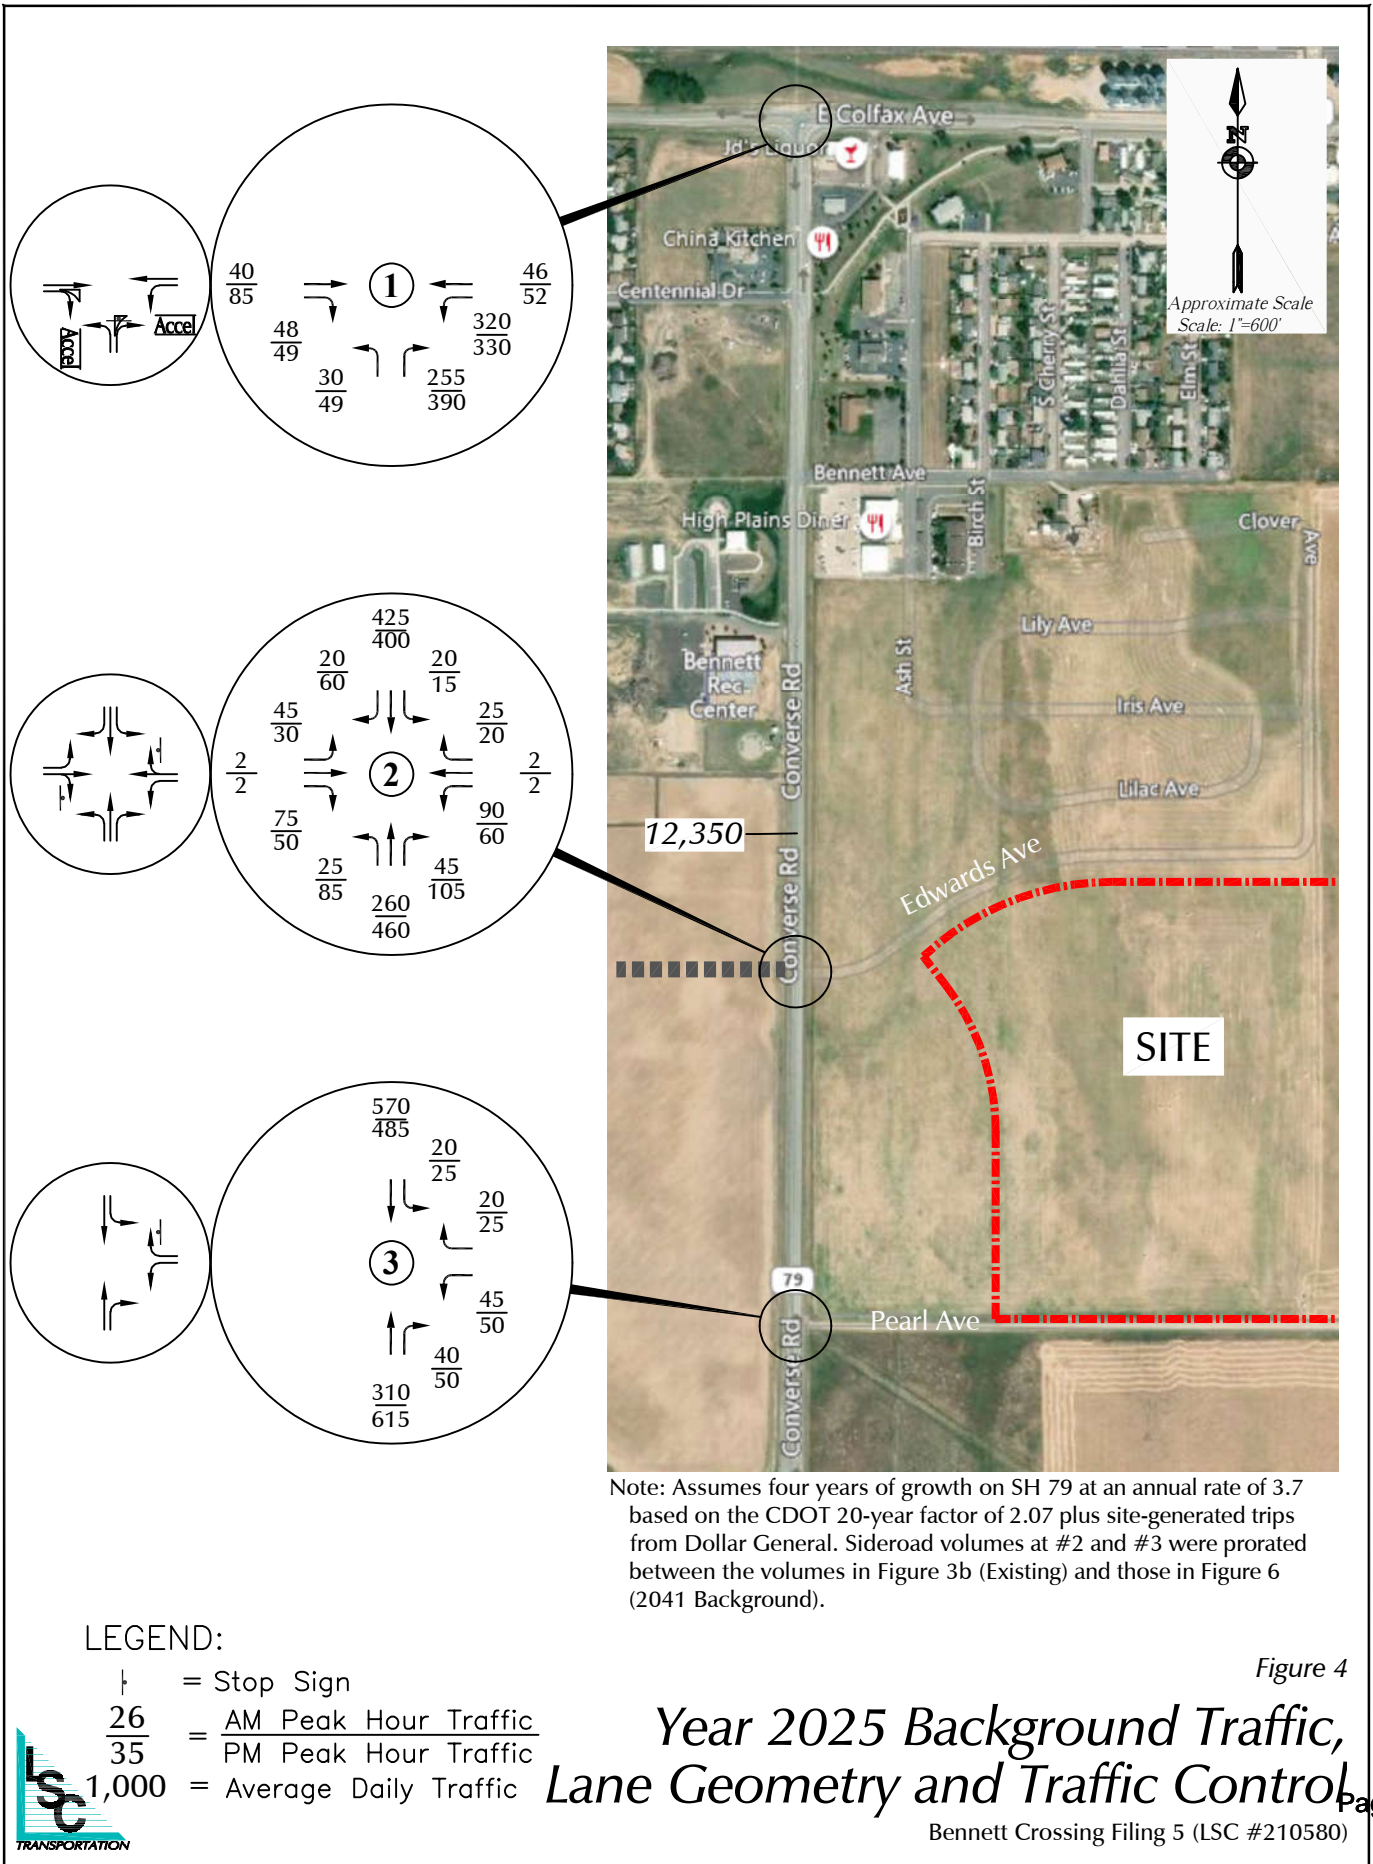 E Colfax Ave
Jd's Liquor
China Kitchen
Centennial Dr
S Cherry St
Dahlia St
Elm St
N
Approximate Scale
Scale: 1"=600'
Bennett Ave
High Plains Diner
Birch St
Clover
Ave
Lily Ave
Ash St
Iris Ave
Lilac Ave
Bennett
Rec
Center
Converse Rd
12,350
Converse Rd
Edwards Ave
Converse Rd
SITE
79
Pearl Ave
Converse Rd
Accel
Accel
40
85
1
46
52
48
49
320
330
30
49
255
390
425
400
20
60
20
15
45
30
25
20
2
2
2
2
2
75
50
90
60
25
85
45
105
260
460
570
485
20
25
20
25
3
45
50
40
50
310
615
Note: Assumes four years of growth on SH 79 at an annual rate of 3.7
based on the CDOT 20-year factor of 2.07 plus site-generated trips
from Dollar General. Sideroad volumes at #2 and #3 were prorated
between the volumes in Figure 3b (Existing) and those in Figure 6
(2041 Background).
LEGEND:
= Stop Sign
26
35
= AM Peak Hour Traffic
PM Peak Hour Traffic
1,000 = Average Daily Traffic
LSC
TRANSPORTATION
Figure 4
Year 2025 Background Traffic,
Lane Geometry and Traffic Control
Bennett Crossing Filing 5 (LSC #210580)